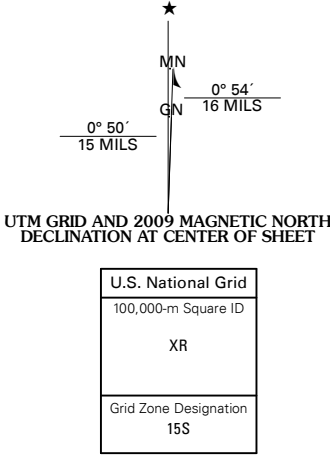 ★
MN
0° 54´
GN
16 MILS
0° 50´
15 MILS
UTM GRID AND 2009 MAGNETIC NORTH
DECLINATION AT CENTER OF SHEET
U.S. National Grid
100,000-m Square ID
XR
Grid Zone Designation
15S